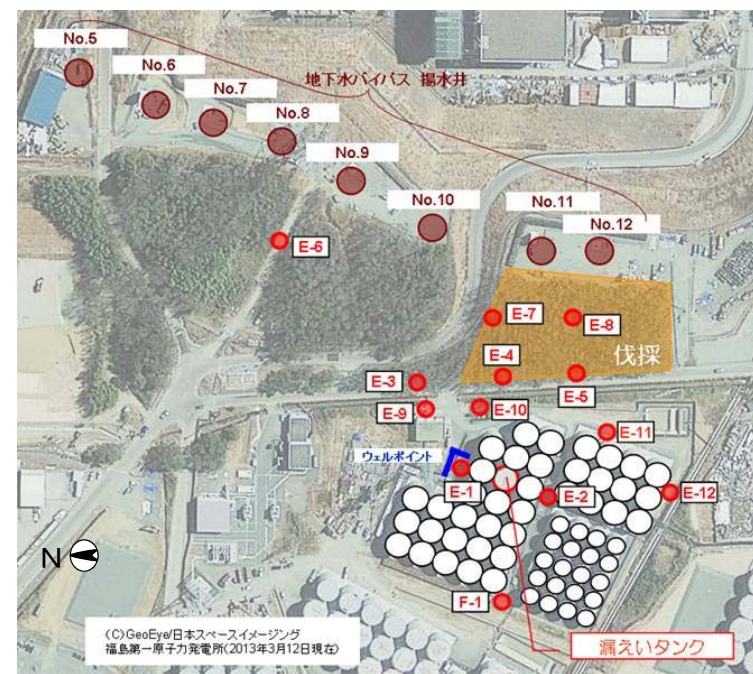 No.5
No.6
No.7
地下水バイパス 揚水井
No.8
No.9
No.10
No.11
No.12
E-6
E-7
E-8
伐採
E-4
E-3
E-5
E-9
E-10
E-11
ウェルポイント
E-1
E-2
E-12
N
F-1
漏えいタンク
(C)GeoEye/日本スペースイメージング
福島第一原子力発電所(2013年3月12日現在)